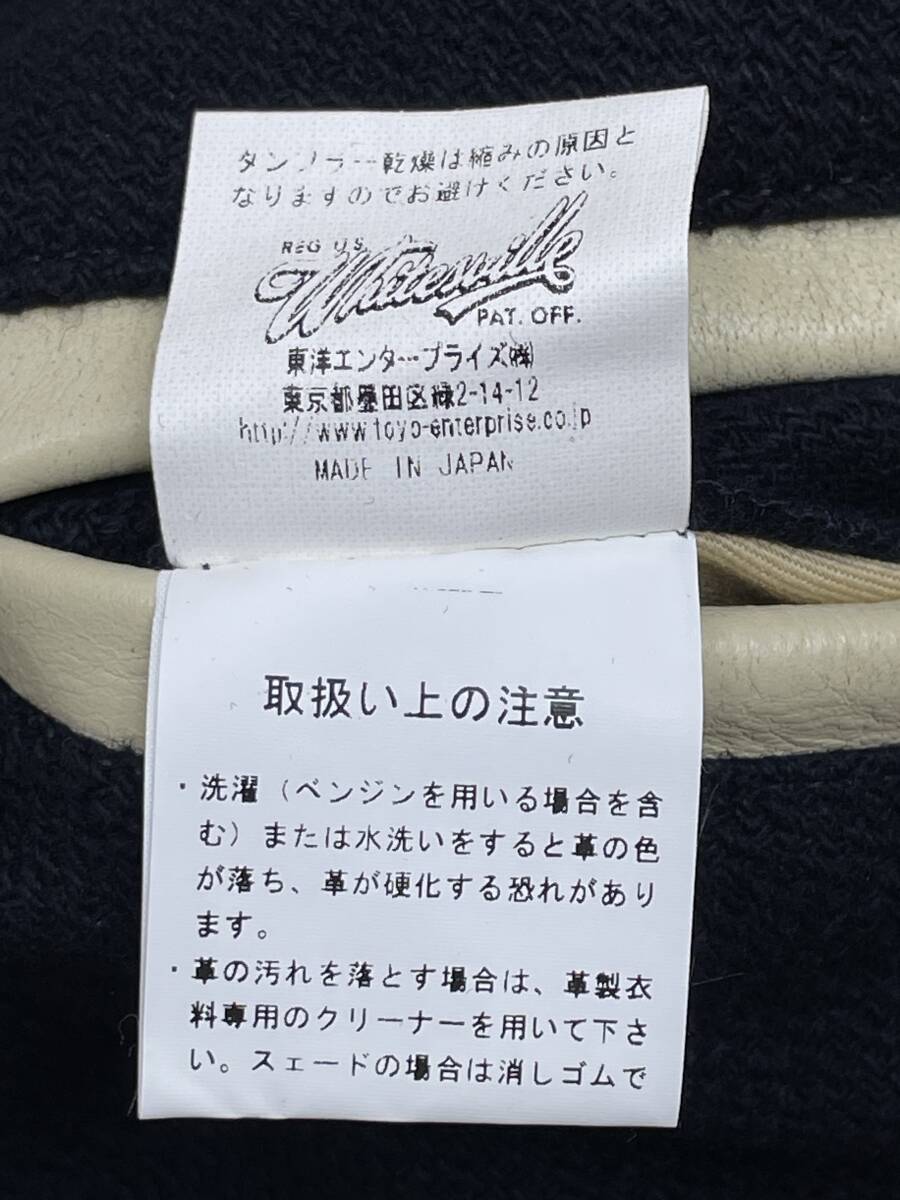 タンブラー乾燥は縮みの原因と
なりますのでお避けください。
REG U.S.
Whitesville
PAT. OFF.
東洋エンタープライズ㈱
東京都墨田区緑2-14-12
http://www.toyo-enterprise.co.jp
MADE IN JAPAN
取扱い上の注意
・洗濯（ベンジンを用いる場合を含
む）または水洗いをすると革の色
が落ち、革が硬化する恐れがあり
ます。
・革の汚れを落とす場合は、革製衣
料専用のクリーナーを用いて下さ
い。スェードの場合は消しゴムで